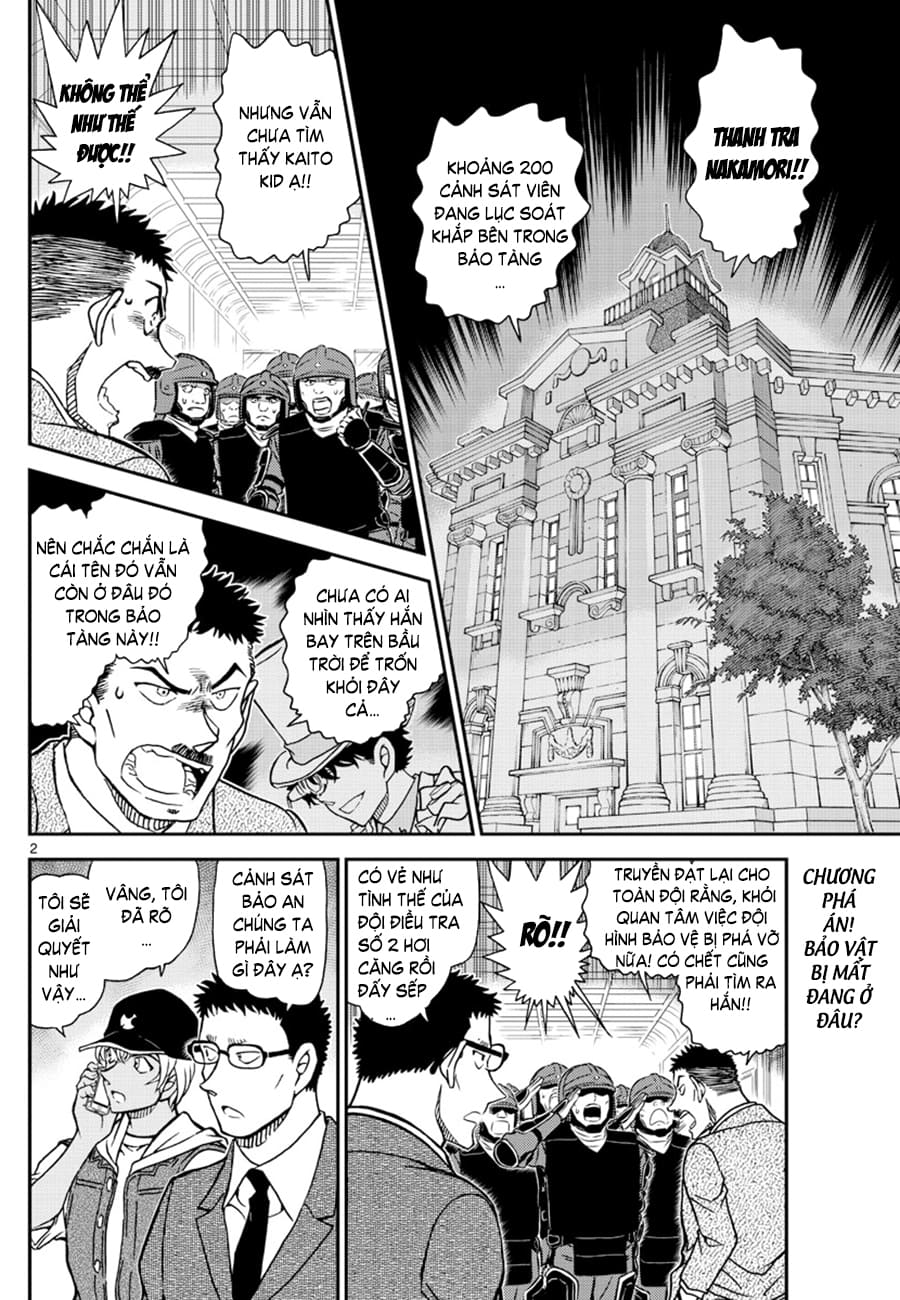 THANH TRA
NAKAMORI!!
KHOẢNG 200
CẢNH SÁT VIÊN
ĐANG LỤC SOÁT
KHẮP BÊN TRONG
BẢO TÀNG
...
NHƯNG VẪN
CHƯA TÌM
THẤY KAITO
KID Ạ!!
KHÔNG THỂ
NHƯ THẾ
ĐƯỢC!!
CHƯA CÓ AI
NHÌN THẤY HẮN
BAY TRÊN BẦU
TRỜI ĐỂ TRỐN
KHỎI ĐÂY
CẢ...
NÊN CHẮC CHẮN LÀ
CÁI TÊN ĐÓ VẪN
CÒN Ở ĐÂU ĐÓ
TRONG BẢO
TÀNG NÀY!!
2
CHƯƠNG
PHÁ
ÁN!
BẢO VẬT
BỊ MẤT
ĐANG Ở
ĐÂU?
TRUYỀN ĐẠT LẠI CHO
TOÀN ĐỘI RẰNG, KHỎI
QUAN TÂM VIỆC ĐỘI
HÌNH BẢO VỆ BỊ PHÁ VỠ
NỮA! CÓ CHẾT CŨNG
PHẢI TÌM RA
HẮN!!
RÕ!!
CÓ VẺ NHƯ
TÌNH THẾ CỦA
ĐỘI ĐIỀU TRA
SỐ 2 HƠI
CĂNG RỒI
ĐẤY SẾP
...
CẢNH SÁT
BẢO AN
CHÚNG TA
PHẢI LÀM
GÌ ĐÂY Ạ?
VÂNG, TÔI
ĐÃ RÕ
...
TÔI SẼ
GIẢI
QUYẾT
NHƯ
VẬY...